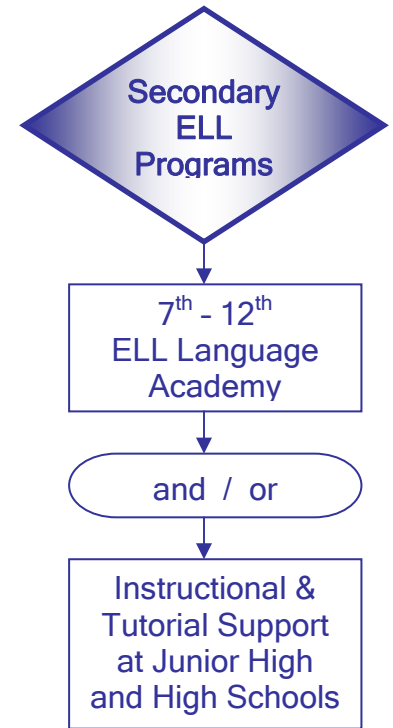 Secondary
ELL
Programs
7th - 12th
ELL Language
Academy
and / or
Instructional &
Tutorial Support
at Junior High
and High Schools